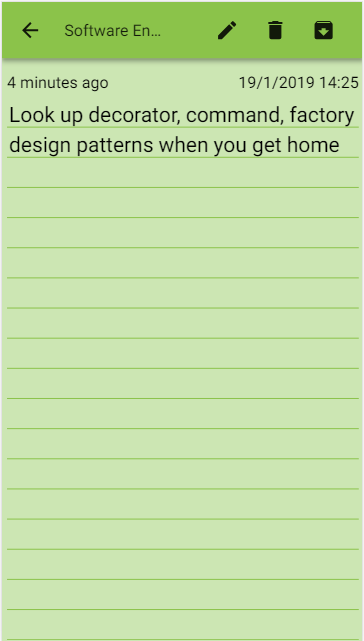 Software En...
4 minutes ago 19/1/2019 14:25
Look up decorator, command, factory
design patterns when you get home